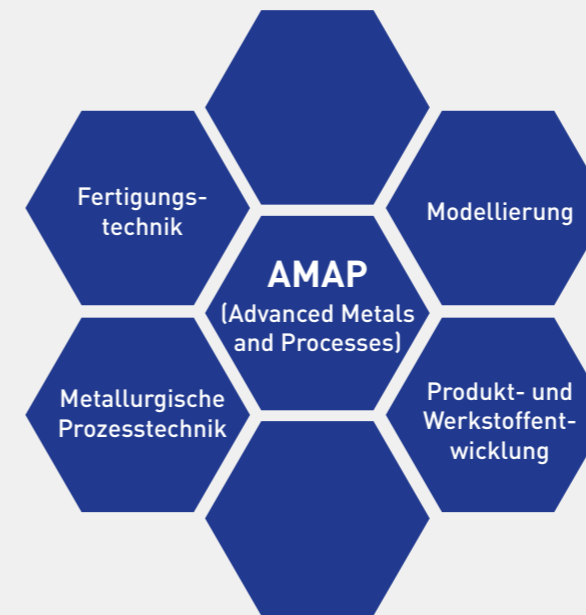 Fertigungs-
technik
Modellierung
AMAP
(Advanced Metals
and Processes)
Metallurgische
Prozesstechnik
Produkt- und
Werkstoffent-
wicklung